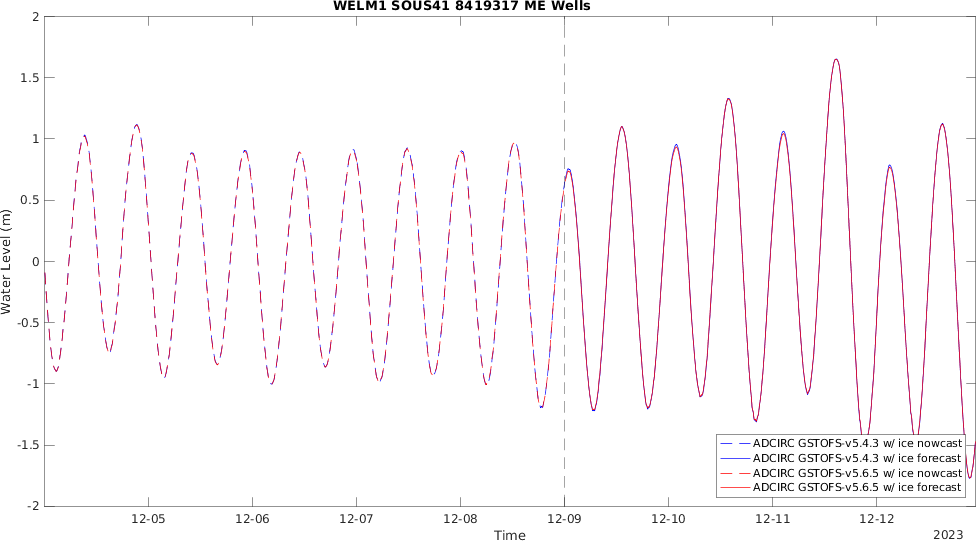 WELM1 SOUS41 8419317 ME Wells
2
1.5
1
0.5
0
-0.5
-1
-1.5
-2
Water Level (m)
12-05 12-06 12-07 12-08 12-09 12-10 12-11 12-12
Time
2023
ADCIRC GSTOFS-v5.4.3 w/ ice nowcast
ADCIRC GSTOFS-v5.4.3 w/ ice forecast
ADCIRC GSTOFS-v5.6.5 w/ ice nowcast
ADCIRC GSTOFS-v5.6.5 w/ ice forecast